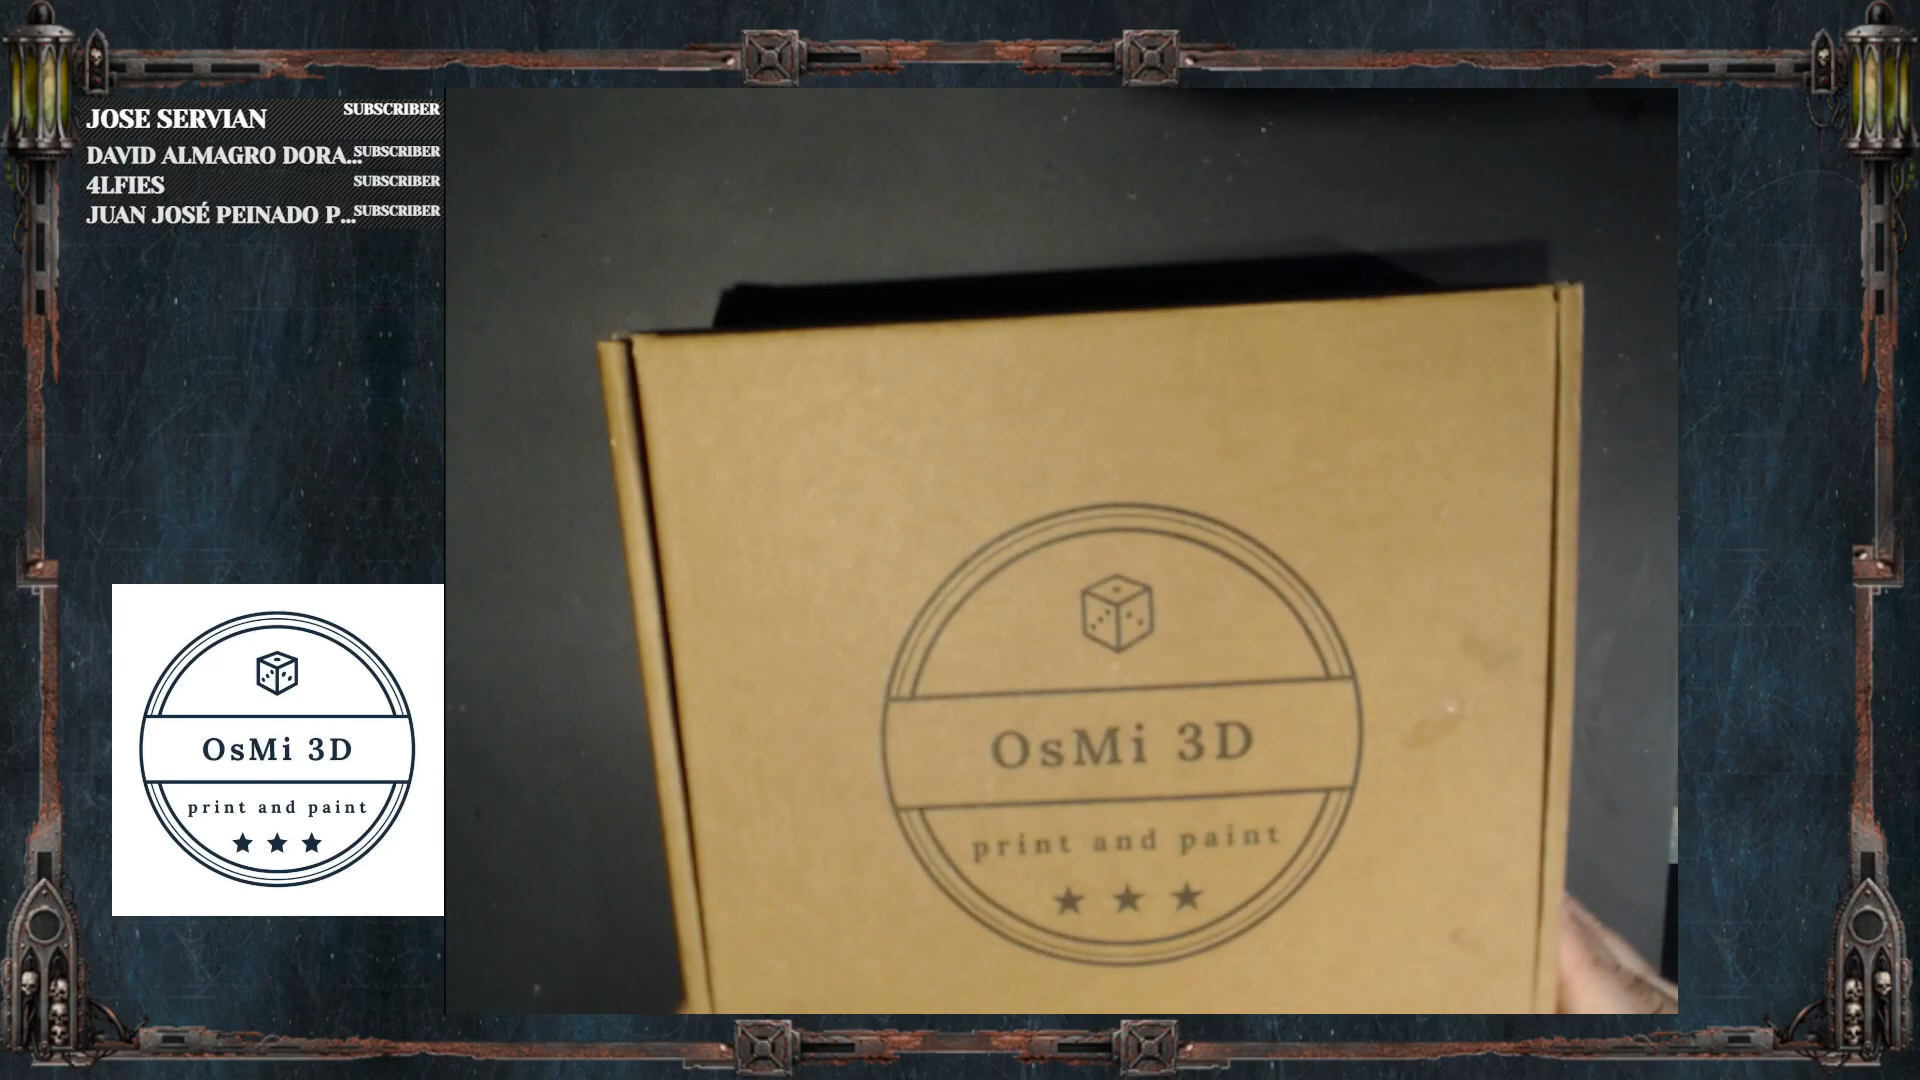 JOSE SERVIAN SUBSCRIBER
DAVID ALMAGRO DORA... SUBSCRIBER
4LFIES SUBSCRIBER
JUAN JOSÉ PEINADO P... SUBSCRIBER
OsMi 3D
print and paint
OsMi 3D
print and paint